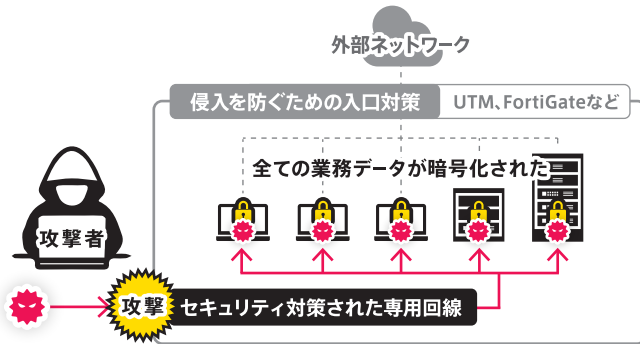 外部ネットワーク
侵入を防ぐための入口対策
UTM、FortiGateなど
全ての業務データが暗号化された
攻撃者
攻撃
セキュリティ対策された専用回線